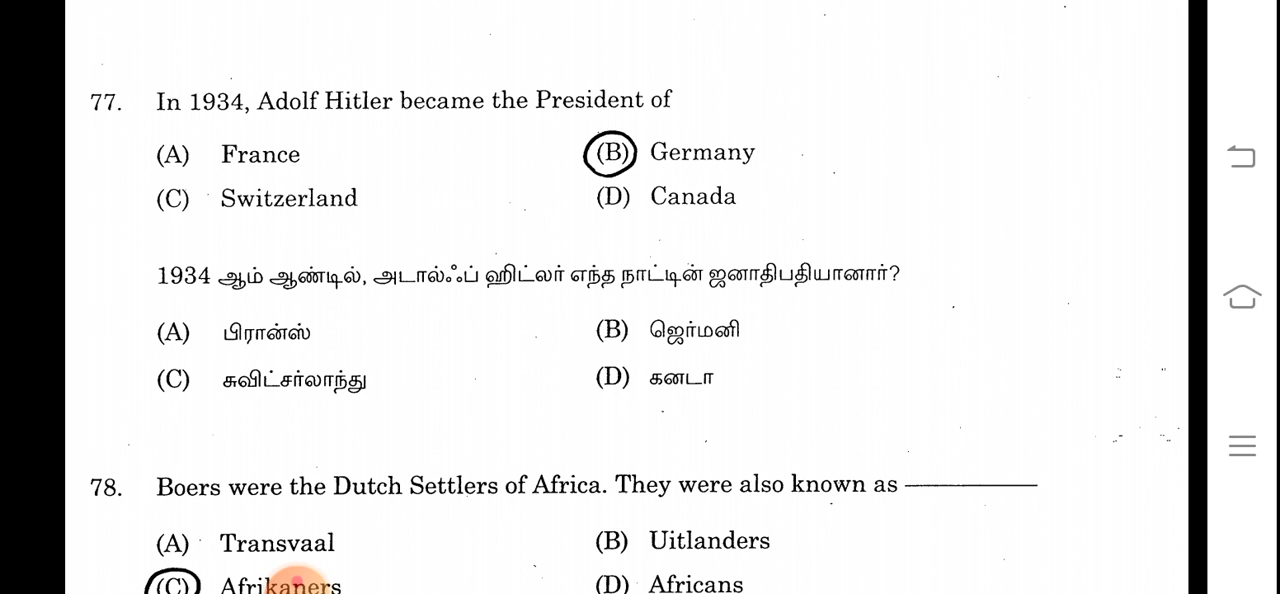 77. In 1934, Adolf Hitler became the President of
(A) France (B) Germany
(C) Switzerland (D) Canada
1934 ஆம் ஆண்டில், அடால்ஃப் ஹிட்லர் எந்த நாட்டின் ஜனாதிபதியானார்?
(A) பிரான்ஸ் (B) ஜெர்மனி
(C) சுவிட்சர்லாந்து (D) கனடா
78. Boers were the Dutch Settlers of Africa. They were also known as
(A) Transvaal (B) Uitlanders
(C) Afrikaners (D) Africans